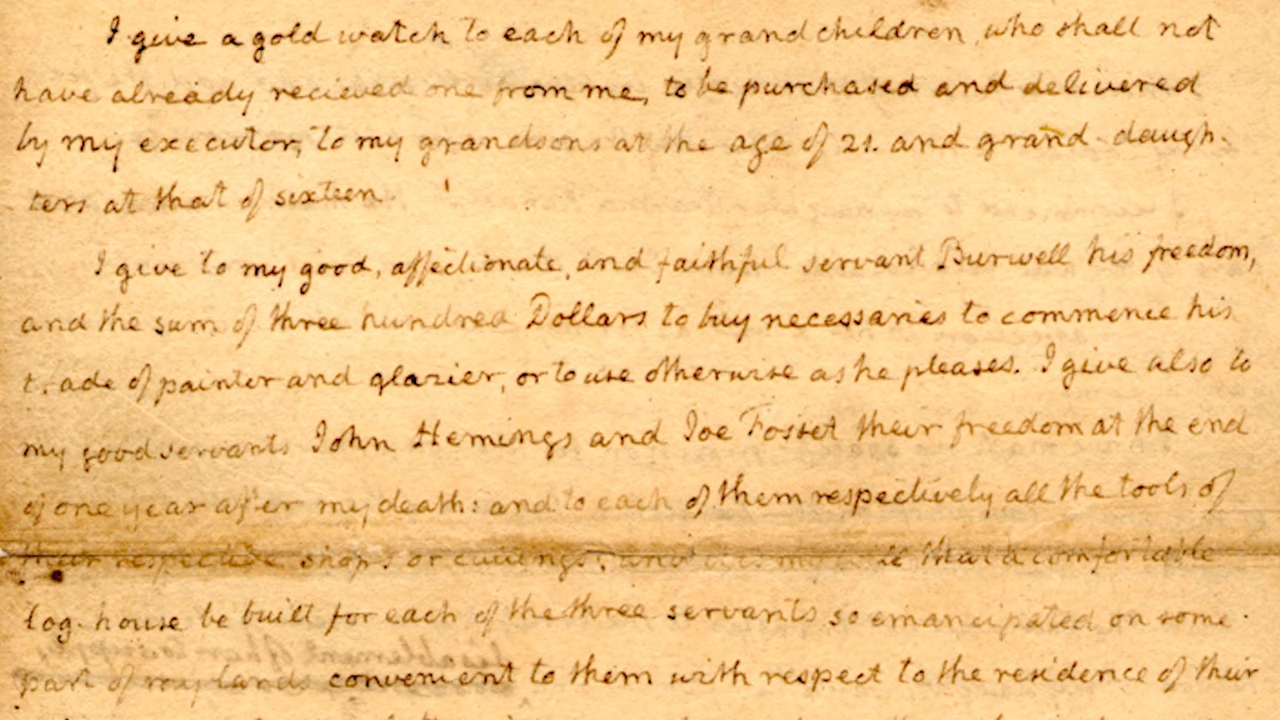 I give a gold watch to each of my grandchildren who shall not
have already recieved one from me, to be purchased and delivered
by my executor, to my grandsons at the age of 21. and grand-daugh-
ters at that of sixteen.
I give to my good, affectionate, and faithful servant Burwell his freedom,
and the sum of three hundred Dollars to buy necessaries to commence his
trade of painter and glazier, or to use otherwise as he pleases. I give also to
my good servants John Hemings and Joe Fosset their freedom at the end
of one year after my death: and to each of them respectively all the tools of
their respective shops or callings: and it is my will that a comfortable
log-house be built for each of the three servants so emancipated on some
part of my lands convenient to them with respect to the residence of their